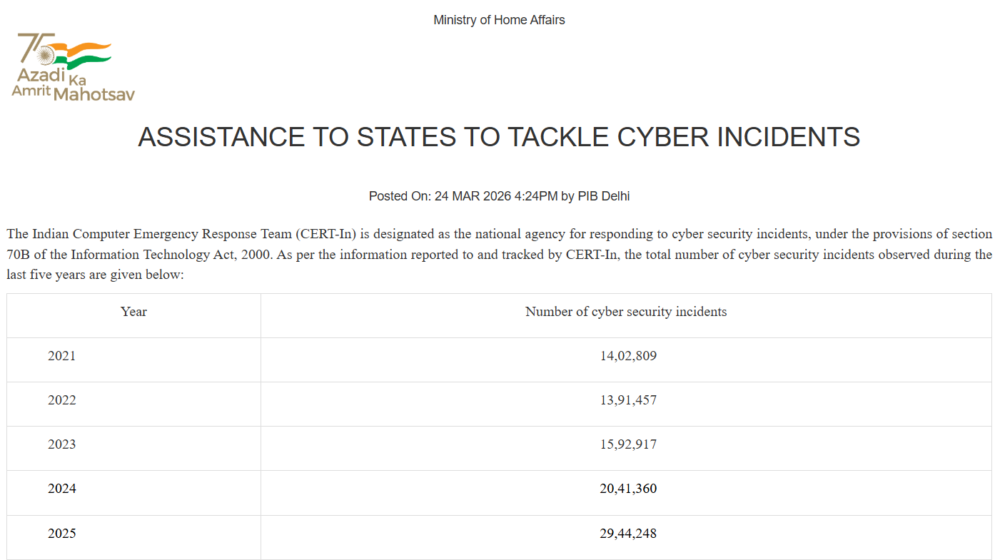 Ministry of Home Affairs
75
Azadi Ka
Amrit Mahotsav
ASSISTANCE TO STATES TO TACKLE CYBER INCIDENTS
Posted On: 24 MAR 2026 4:24PM by PIB Delhi
The Indian Computer Emergency Response Team (CERT-In) is designated as the national agency for responding to cyber security incidents, under the provisions of section
70B of the Information Technology Act, 2000. As per the information reported to and tracked by CERT-In, the total number of cyber security incidents observed during the
last five years are given below:
Year Number of cyber security incidents
2021 14,02,809
2022 13,91,457
2023 15,92,917
2024 20,41,360
2025 29,44,248